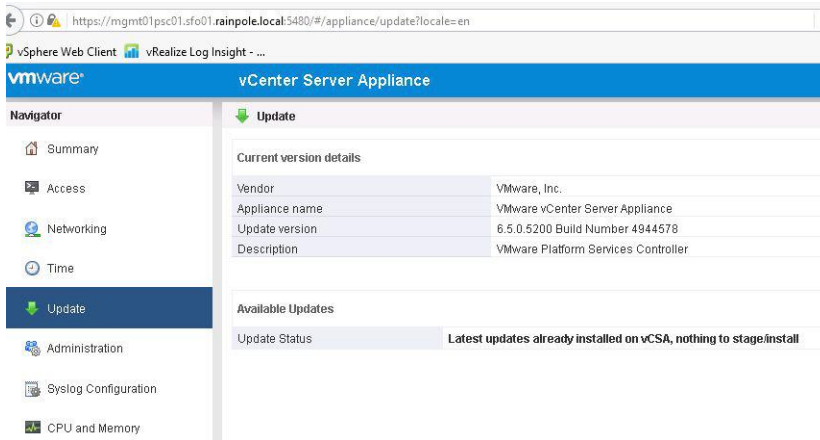 https://mgmt01psc01.sfo01.rainpole.local:5480/#/appliance/update?locale=en
vSphere Web Client vRealize Log Insight - ...
vmware®
vCenter Server Appliance
Navigator
Update
Summary
Access
Networking
Time
Update
Administration
Syslog Configuration
CPU and Memory
Current version details
Vendor VMware, Inc.
Appliance name VMware vCenter Server Appliance
Update version 6.5.0.5200 Build Number 4944578
Description VMware Platform Services Controller
Available Updates
Update Status Latest updates already installed on vCSA, nothing to stage/install